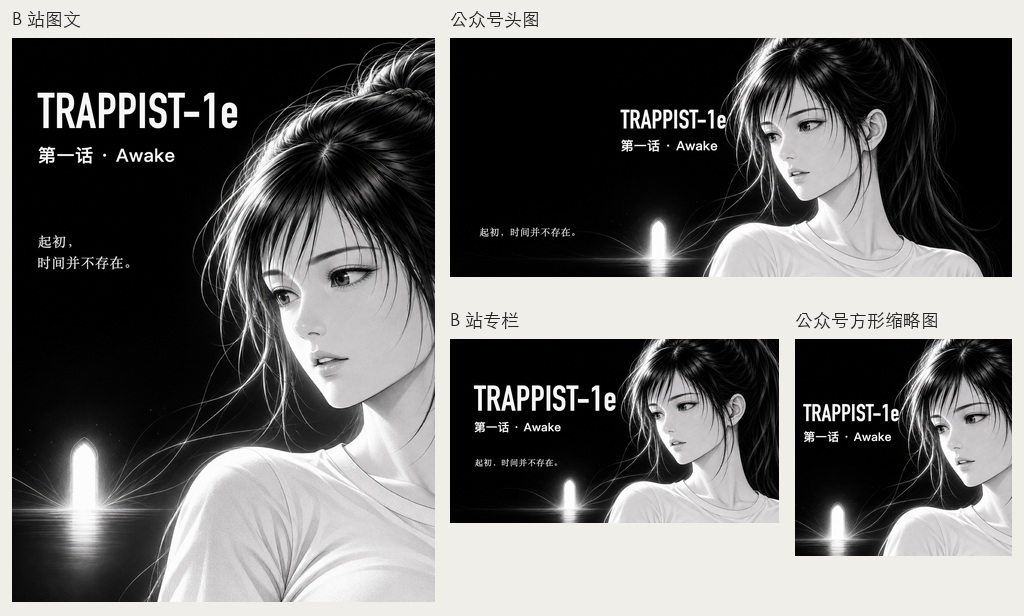 B 站图文
TRAPPIST-1e
第一话 · Awake
起初，
时间并不存在。
公众号头图
TRAPPIST-1e
第一话 · Awake
起初，时间并不存在。
B 站专栏
TRAPPIST-1e
第一话 · Awake
起初，时间并不存在。
公众号方形缩略图
TRAPPIST-1e
第一话 · Awake